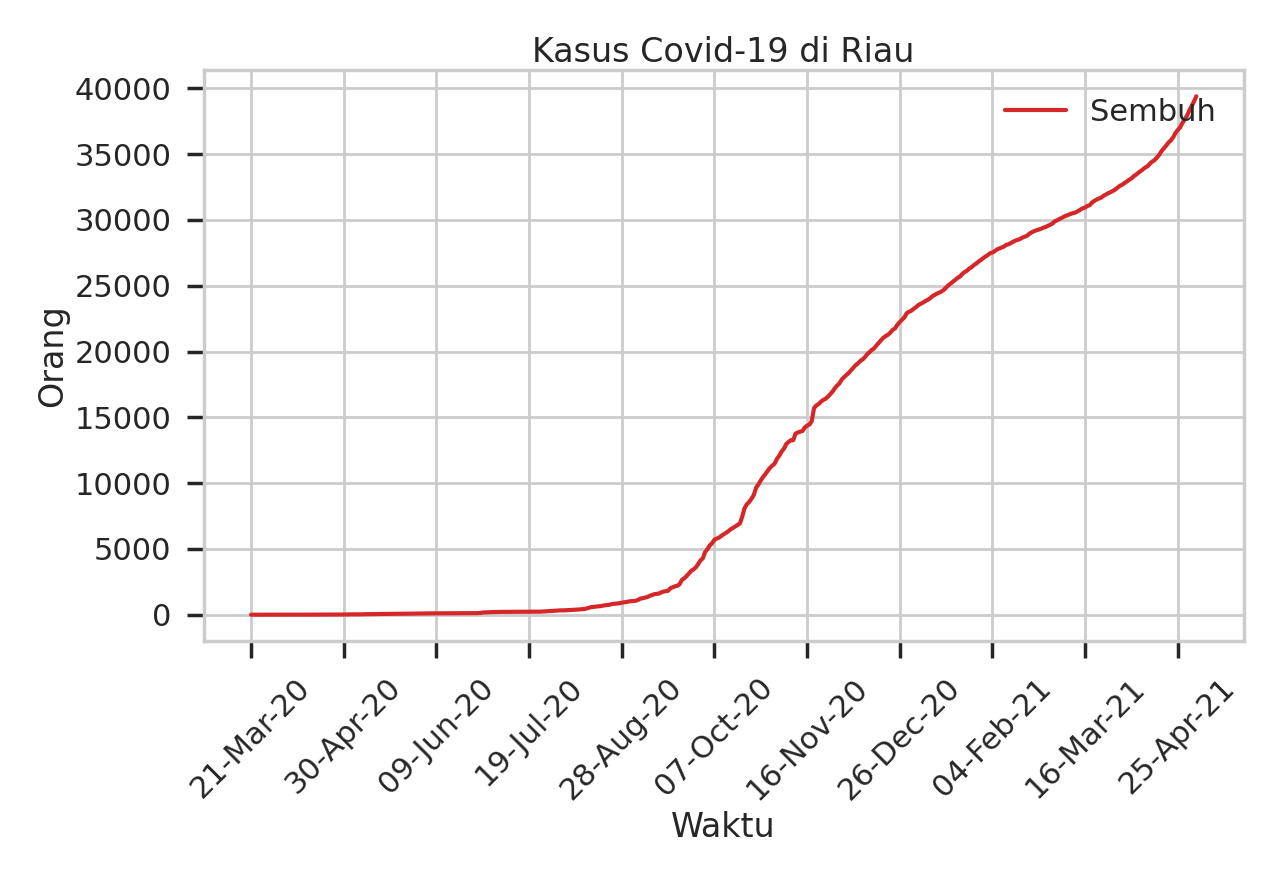 Kasus Covid-19 di Riau
Sembuh
Orang
40000
35000
30000
25000
20000
15000
10000
5000
0
21-Mar-20
30-Apr-20
09-Jun-20
19-Jul-20
28-Aug-20
07-Oct-20
16-Nov-20
26-Dec-20
04-Feb-21
16-Mar-21
25-Apr-21
Waktu